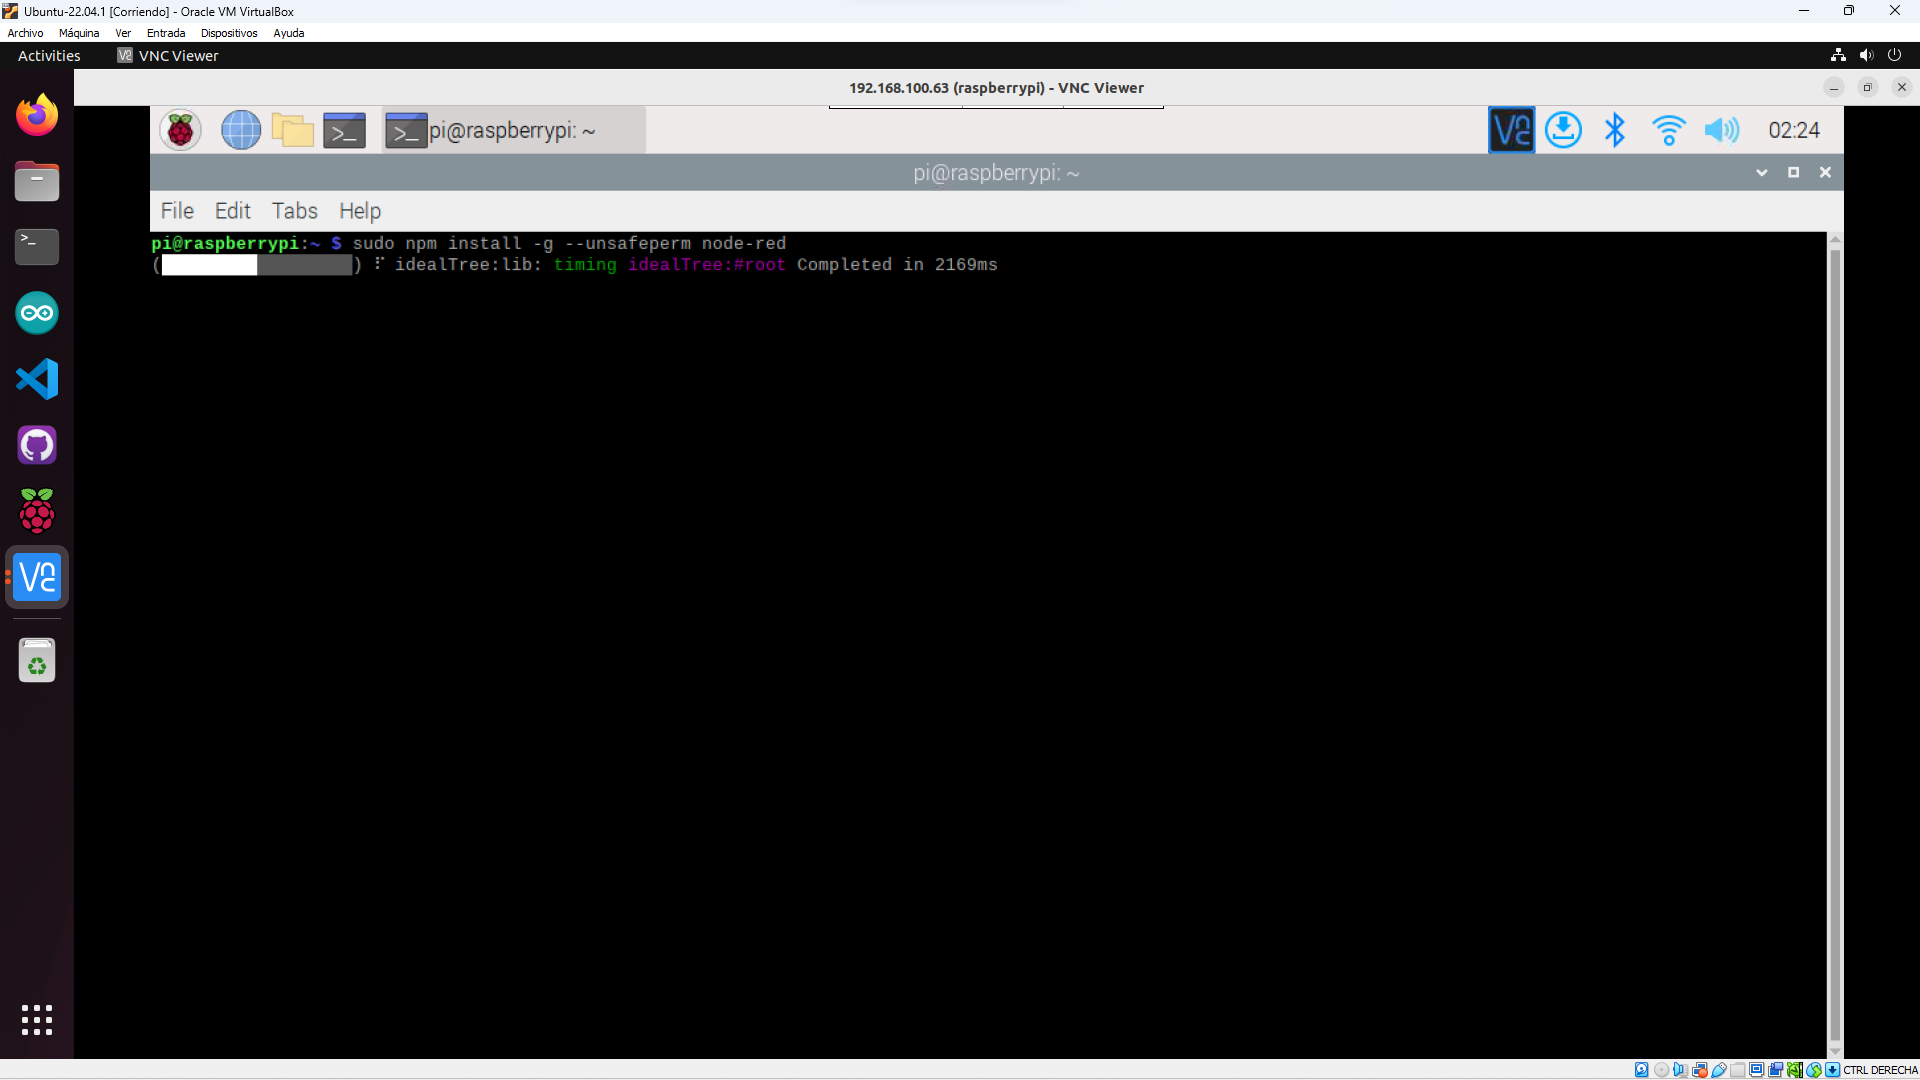 Ubuntu-22.04.1 [Corriendo] - Oracle VM VirtualBox
Archivo Máquina Ver Entrada Dispositivos Ayuda
Activities VNC Viewer
192.168.100.63 (raspberrypi) - VNC Viewer
pi@raspberrypi: ~ 02:24
pi@raspberrypi: ~
File Edit Tabs Help
pi@raspberrypi:~ $ sudo npm install -g --unsafeperm node-red
( ) ⠏ idealTree:lib: timing idealTree:#root Completed in 2169ms
CTRL DERECHA